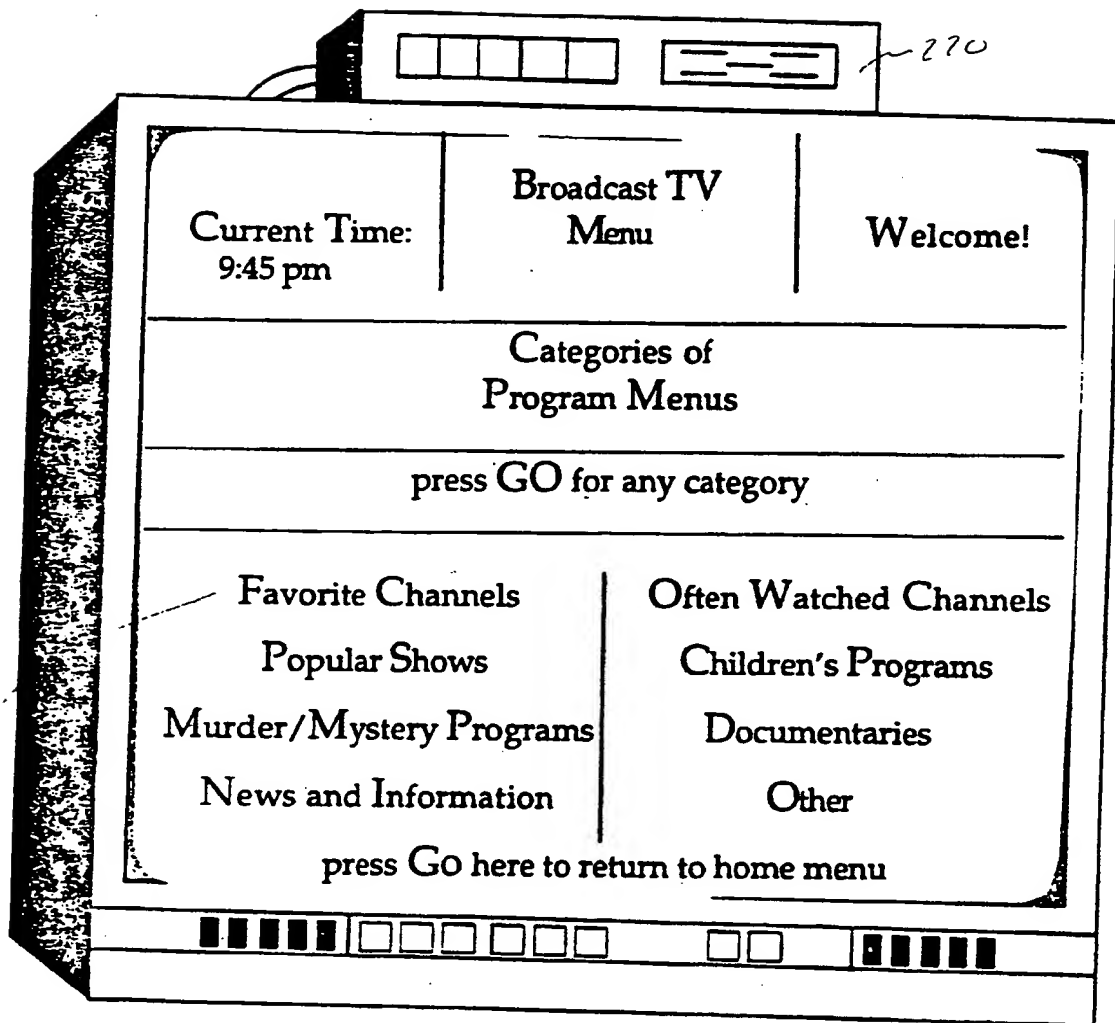 220
Current Time:
9:45 pm
Broadcast TV
Menu
Welcome!
Categories of
Program Menus
press GO for any category
Favorite Channels
Often Watched Channels
Popular Shows
Children's Programs
Murder/Mystery Programs
Documentaries
News and Information
Other
press Go here to return to home menu